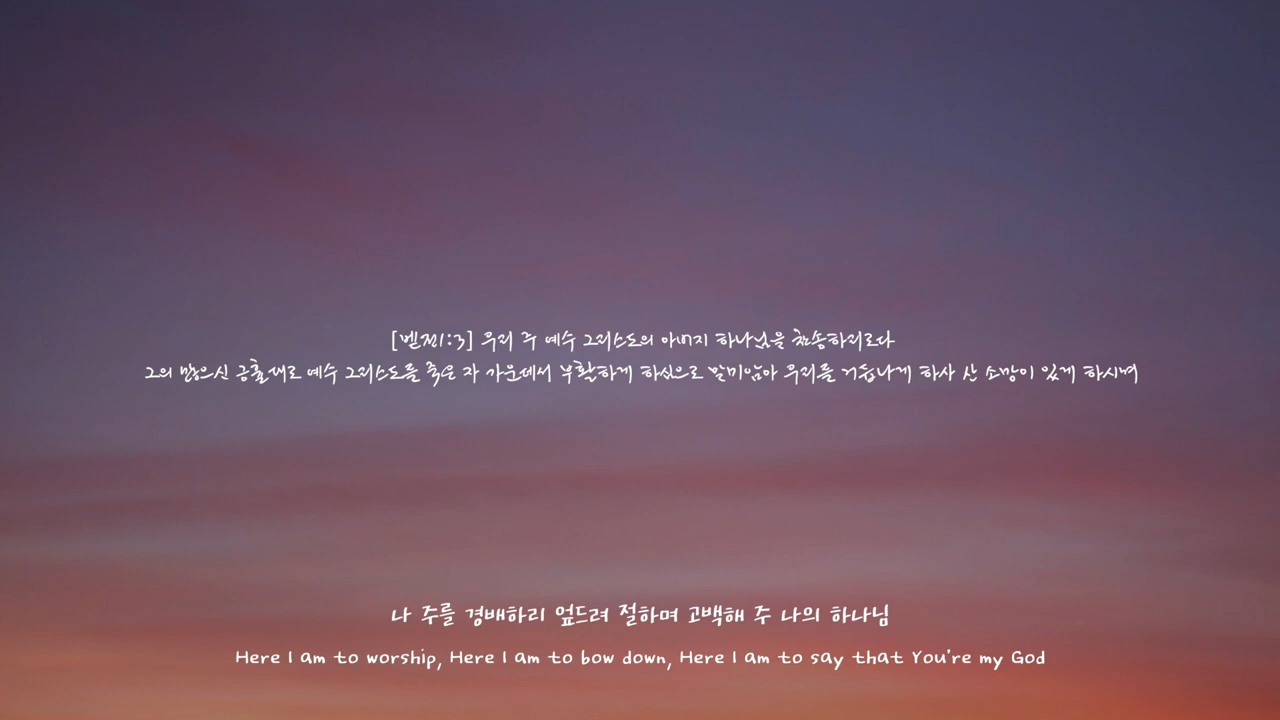 [벧전1:3] 우리 주 예수 그리스도의 아버지 하나님을 찬송하리로다
그의 많으신 긍휼대로 예수 그리스도를 죽은 자 가운데서 부활하게 하심으로 말미암아 우리를 거듭나게 하사 산 소망이 있게 하시며
나 주를 경배하리 엎드려 절하며 고백해 주 나의 하나님
Here I am to worship, Here I am to bow down, Here I am to say that You're my God